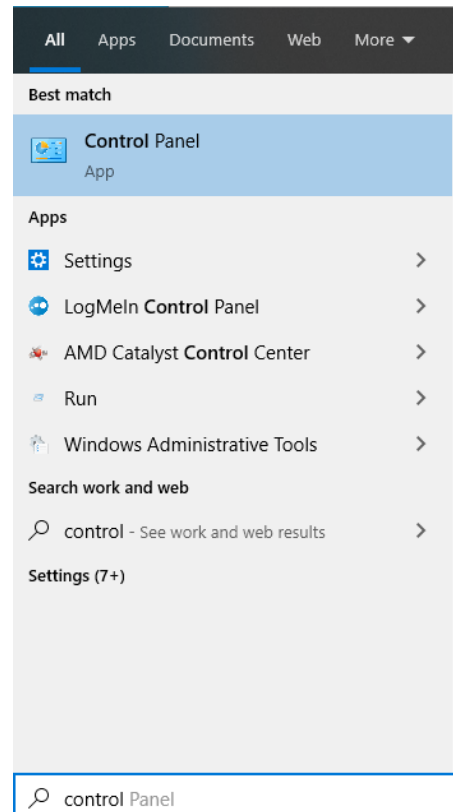 All Apps Documents Web More
Best match
Control Panel
App
Apps
Settings
LogMeIn Control Panel
AMD Catalyst Control Center
Run
Windows Administrative Tools
Search work and web
control - See work and web results
Settings (7+)
control Panel